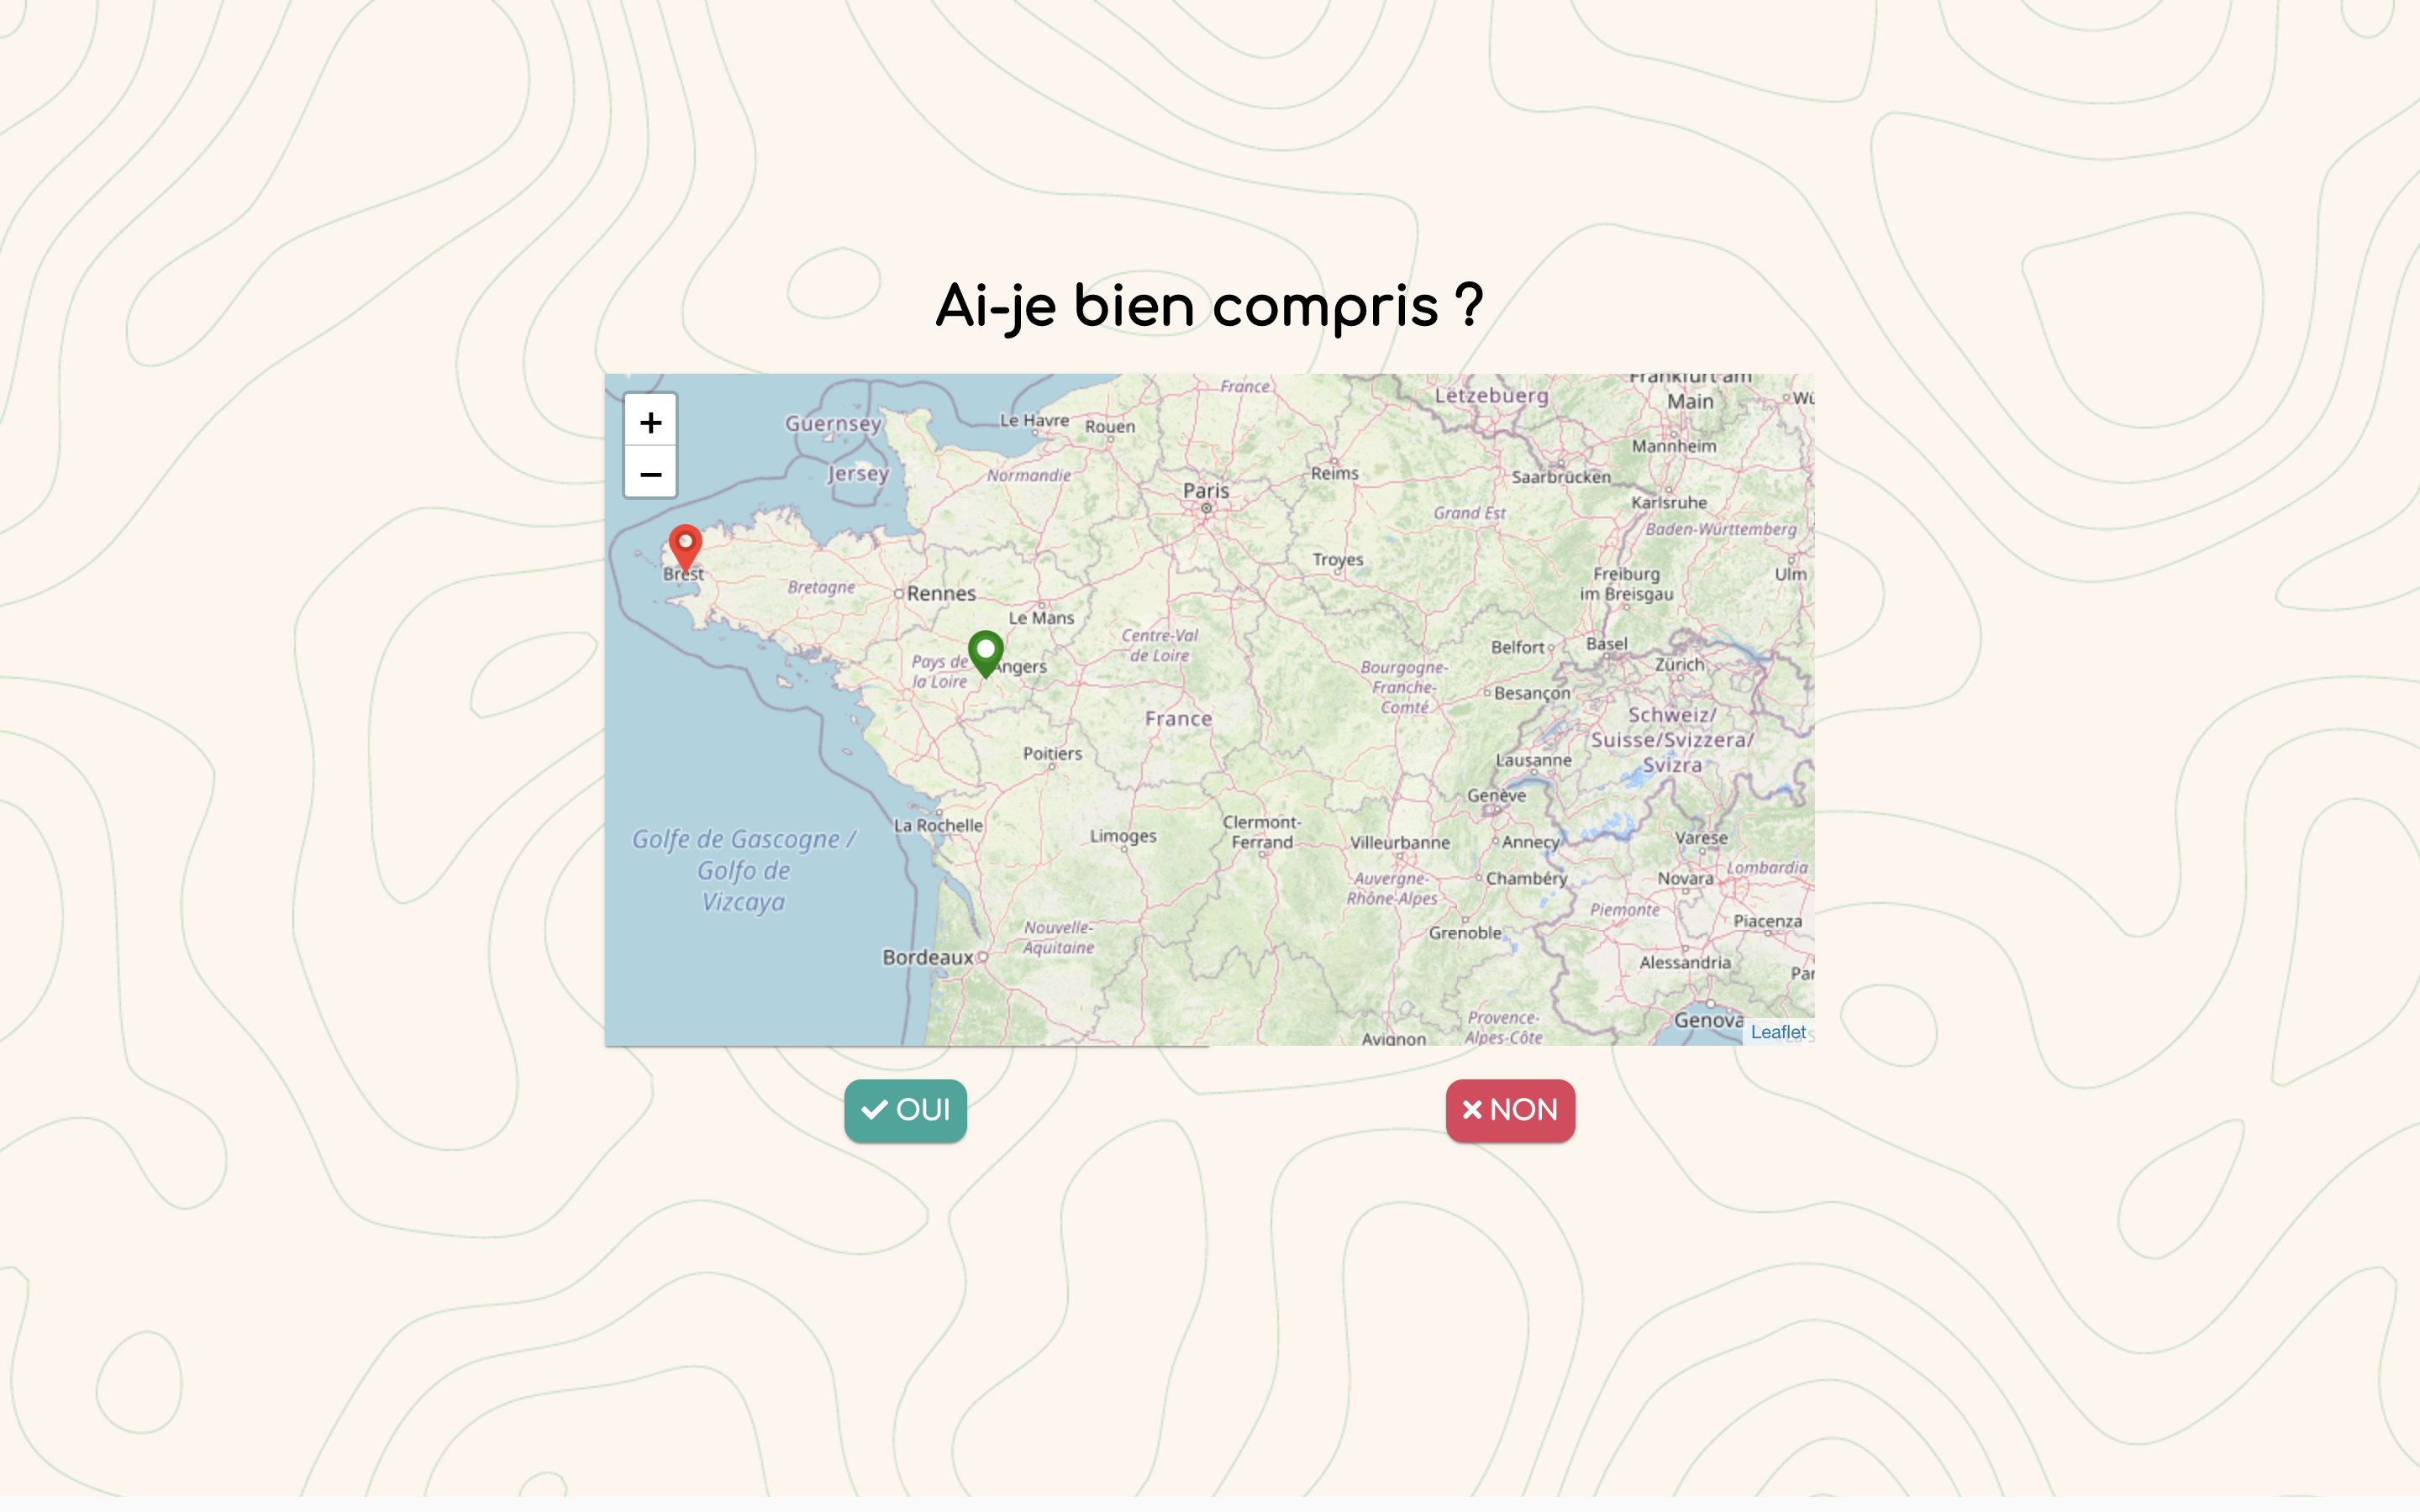 Ai-je bien compris ?
+
−
France
Lëtzebuerg
Frankfurt am
Main
Guernsey
Le Havre
Rouen
Mannheim
Jersey
Normandie
Reims
Saarbrücken
Paris
Karlsruhe
Grand Est
Baden-Württemberg
Troyes
Brest
Bretagne
Rennes
Freiburg
im Breisgau
Ulm
Le Mans
Centre-Val
de Loire
Belfort
Basel
Zürich
Pays de
la Loire
Angers
Bourgogne-
Franche-
Comté
Besançon
France
Schweiz/
Suisse/Svizzera/
Svizra
Poitiers
Lausanne
Genève
La Rochelle
Limoges
Clermont-
Ferrand
Villeurbanne
Annecy
Varese
Golfe de Gascogne /
Golfo de
Vizcaya
Auvergne-
Rhône-Alpes
Chambéry
Novara
Lombardia
Piemonte
Piacenza
Nouvelle-
Aquitaine
Grenoble
Bordeaux
Alessandria
Provence-
Alpes-Côte
Avignon
Genova
Leaflet
OUI
NON